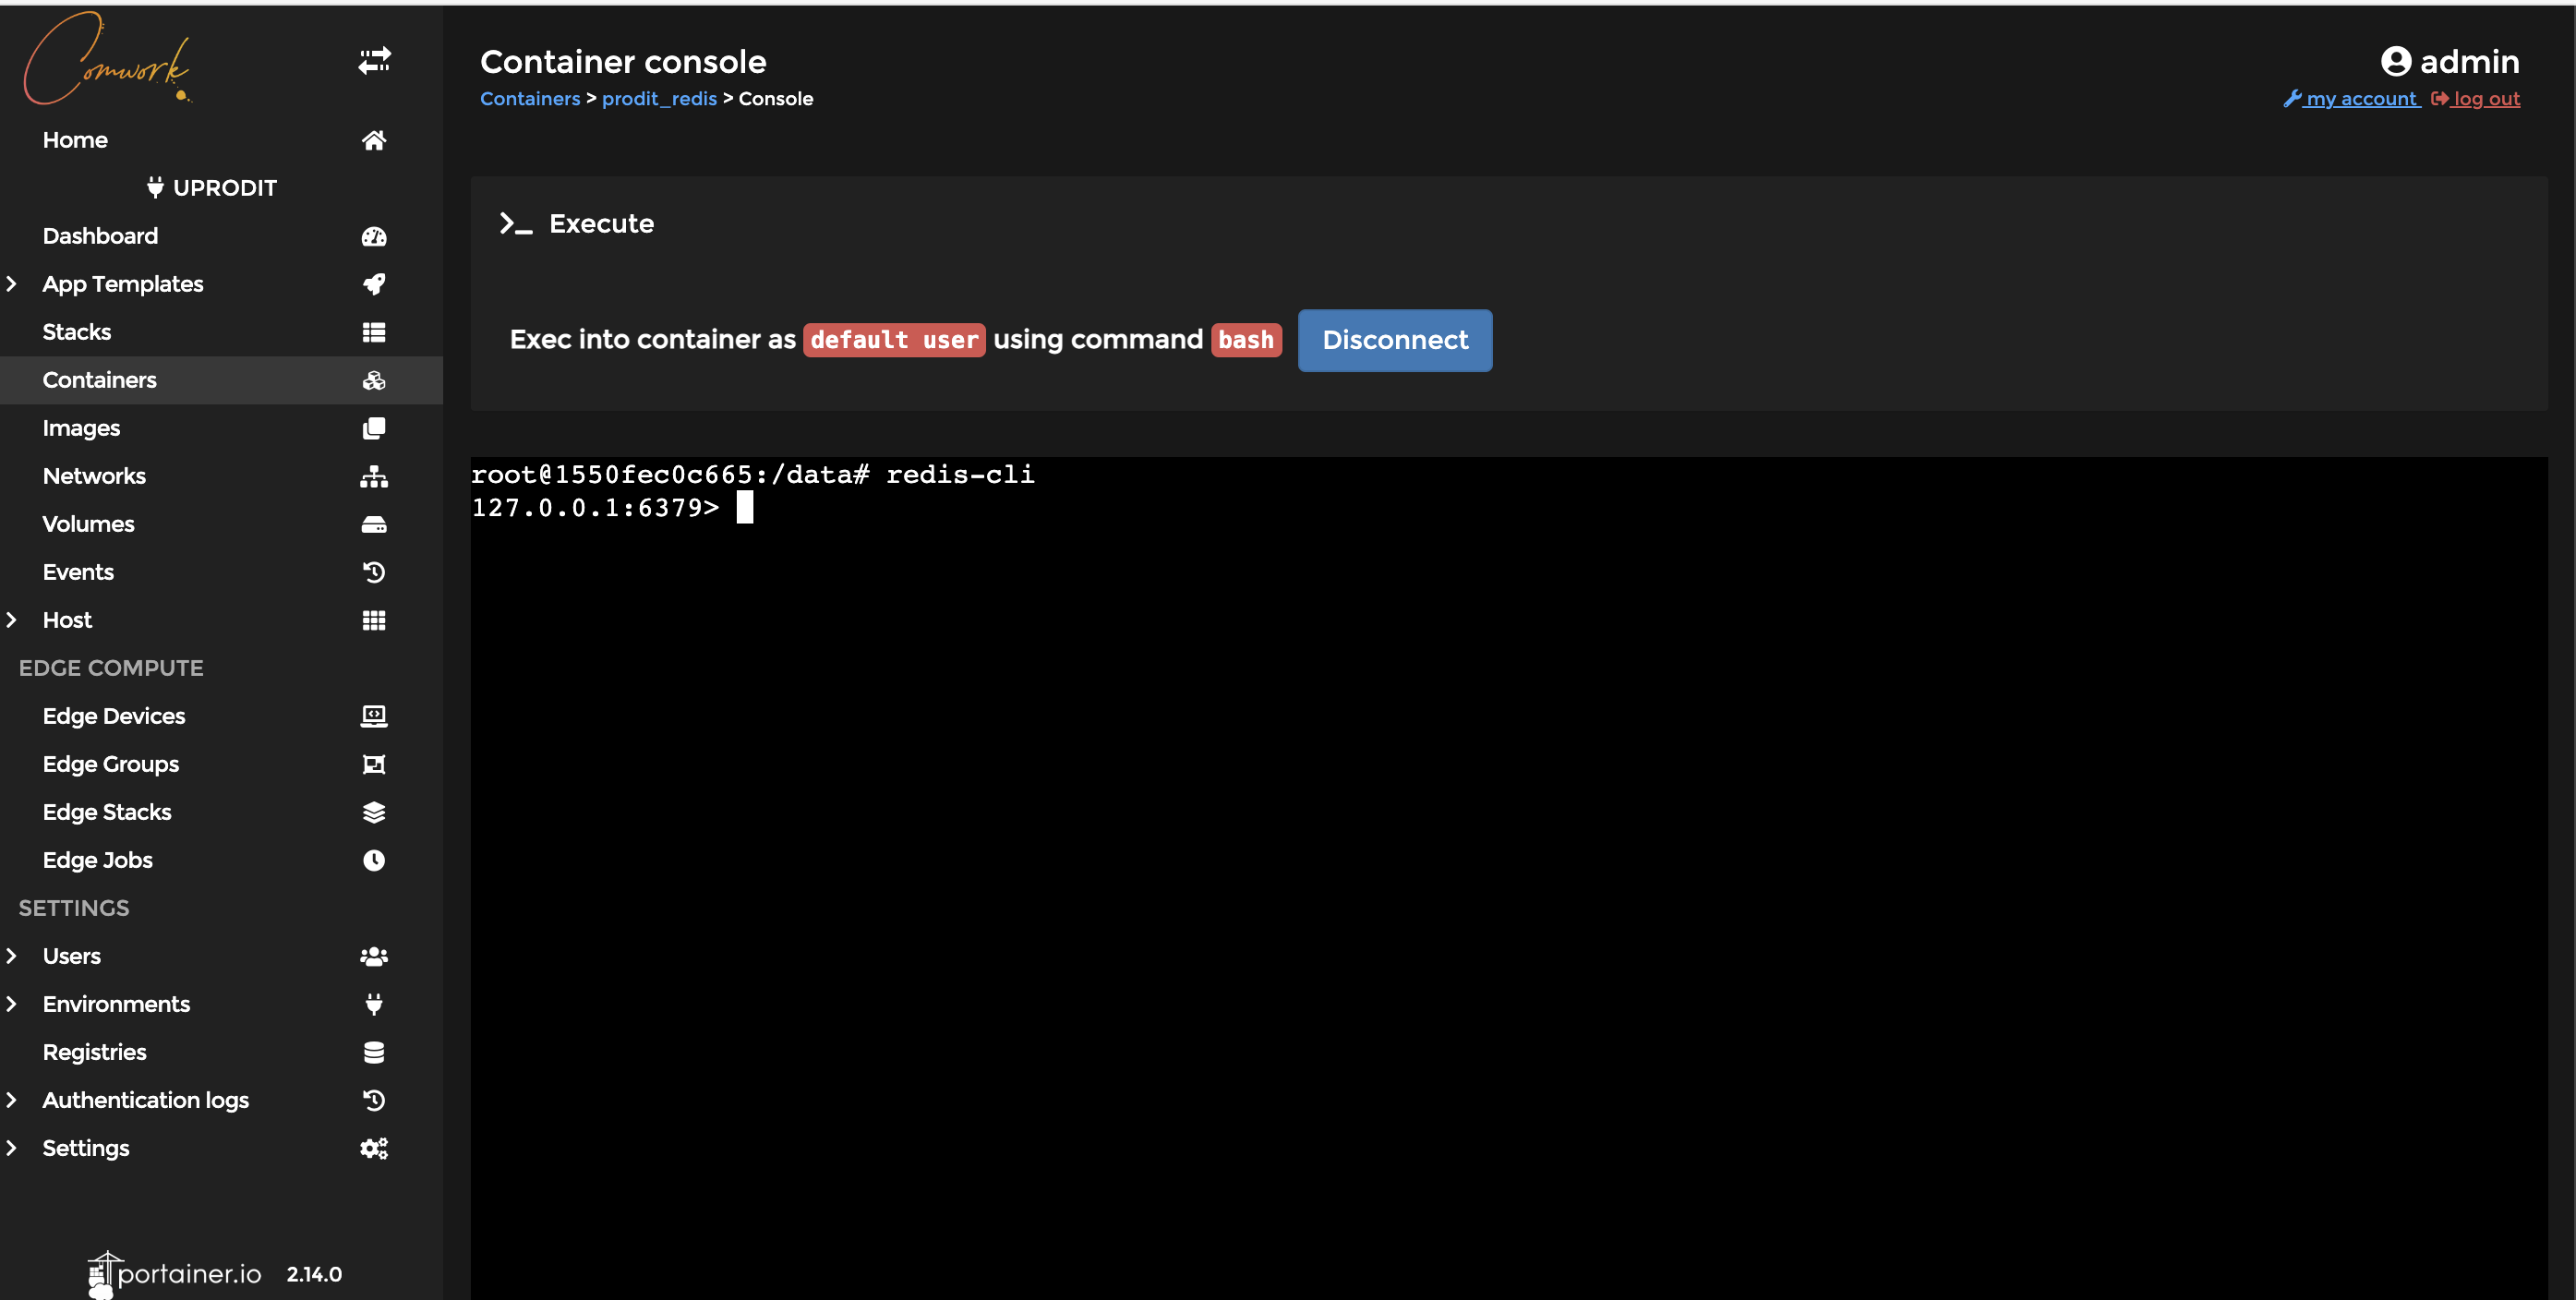 Comwork
Home
UPRODIT
Dashboard
App Templates
Stacks
Containers
Images
Networks
Volumes
Events
Host
EDGE COMPUTE
Edge Devices
Edge Groups
Edge Stacks
Edge Jobs
SETTINGS
Users
Environments
Registries
Authentication logs
Settings
portainer.io 2.14.0
Container console
Containers > prodit_redis > Console
admin
my account log out
>_ Execute
Exec into container as default user using command bash Disconnect
root@1550fec0c665:/data# redis-cli
127.0.0.1:6379>